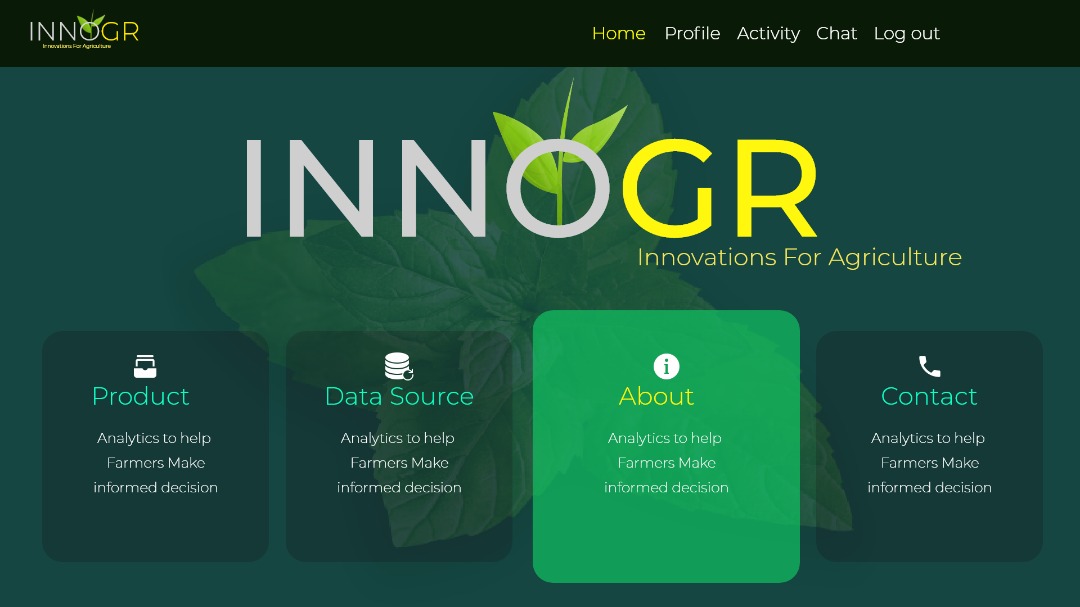 INNOGR
Innovations For Agriculture
Home Profile Activity Chat Log out
INNOGR
Innovations For Agriculture
Product
Analytics to help
Farmers Make
informed decision
Data Source
Analytics to help
Farmers Make
informed decision
About
Analytics to help
Farmers Make
informed decision
Contact
Analytics to help
Farmers Make
informed decision